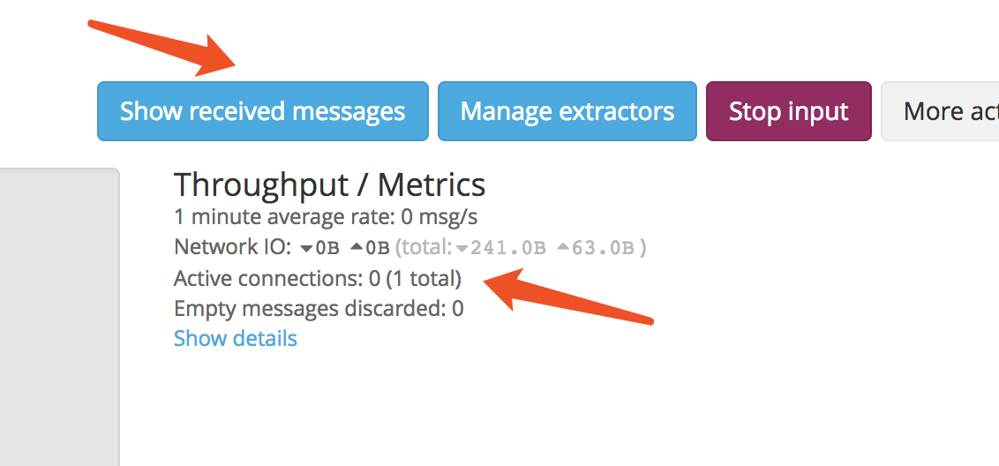 Show received messages Manage extractors Stop input More act
Throughput / Metrics
1 minute average rate: 0 msg/s
Network IO: ▼0B ▲0B (total: ▼241.0B ▲63.0B )
Active connections: 0 (1 total)
Empty messages discarded: 0
Show details